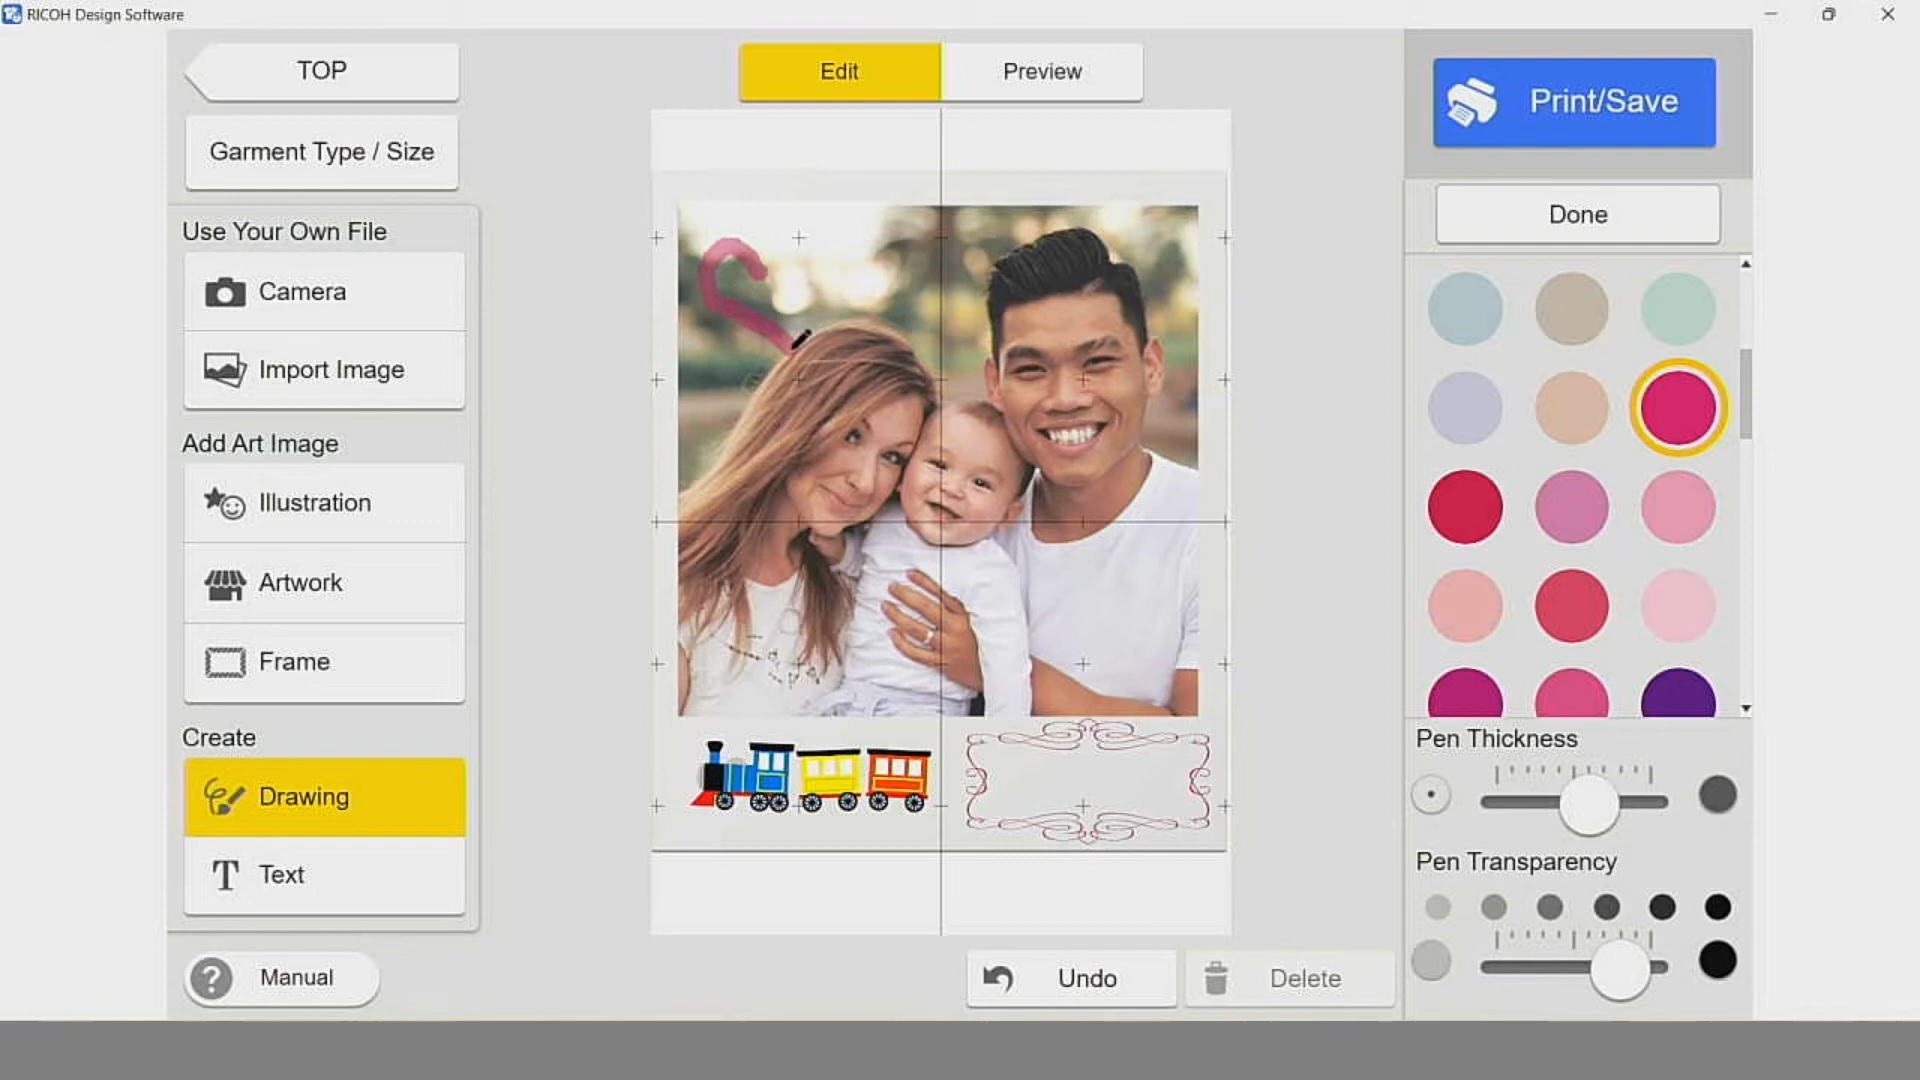 RICOH Design Software
TOP
Edit
Preview
Print/Save
Garment Type / Size
Done
Use Your Own File
Camera
Import Image
Add Art Image
Illustration
Artwork
Frame
Create
Drawing
Text
Pen Thickness
Pen Transparency
Manual
Undo
Delete